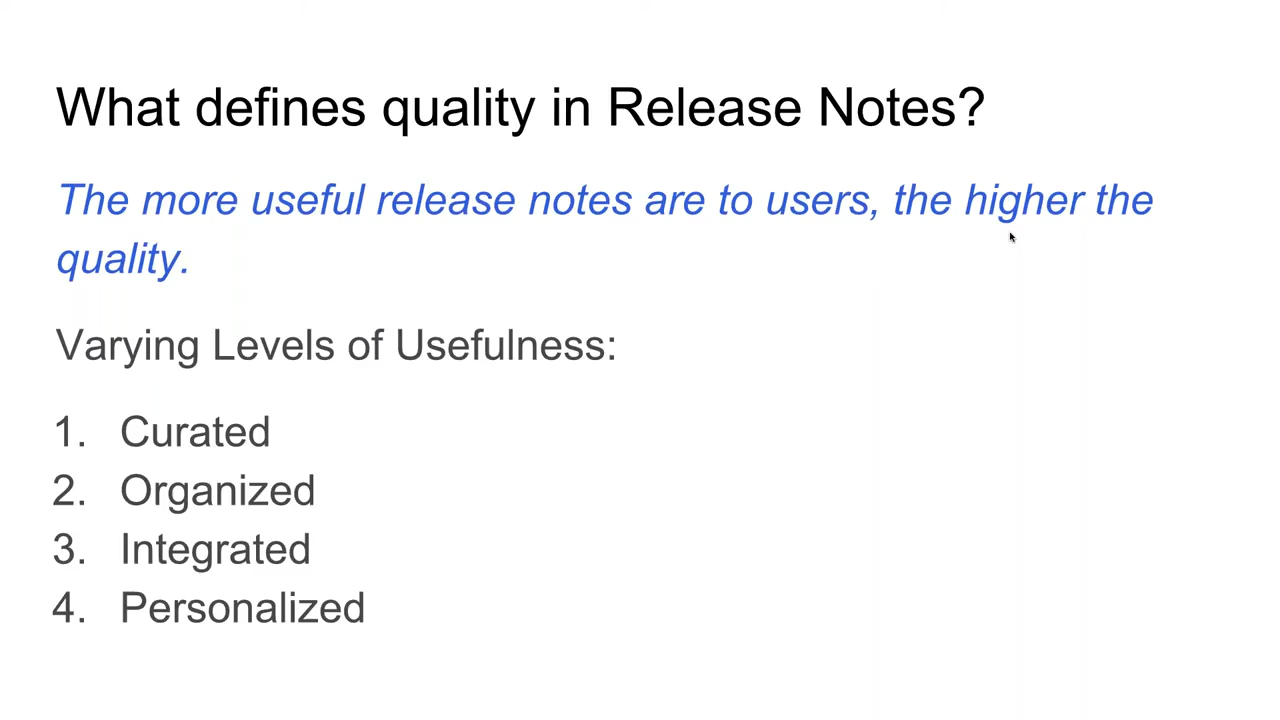 What defines quality in Release Notes?
The more useful release notes are to users, the higher the
quality.
Varying Levels of Usefulness:
1. Curated
2. Organized
3. Integrated
4. Personalized